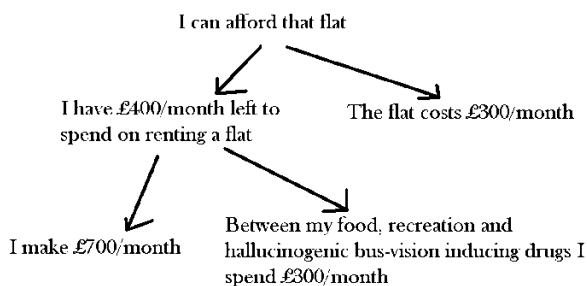 I can afford that flat
I have £400/month left to
spend on renting a flat
The flat costs £300/month
I make £700/month
Between my food, recreation and
hallucinogenic bus-vision inducing drugs I
spend £300/month